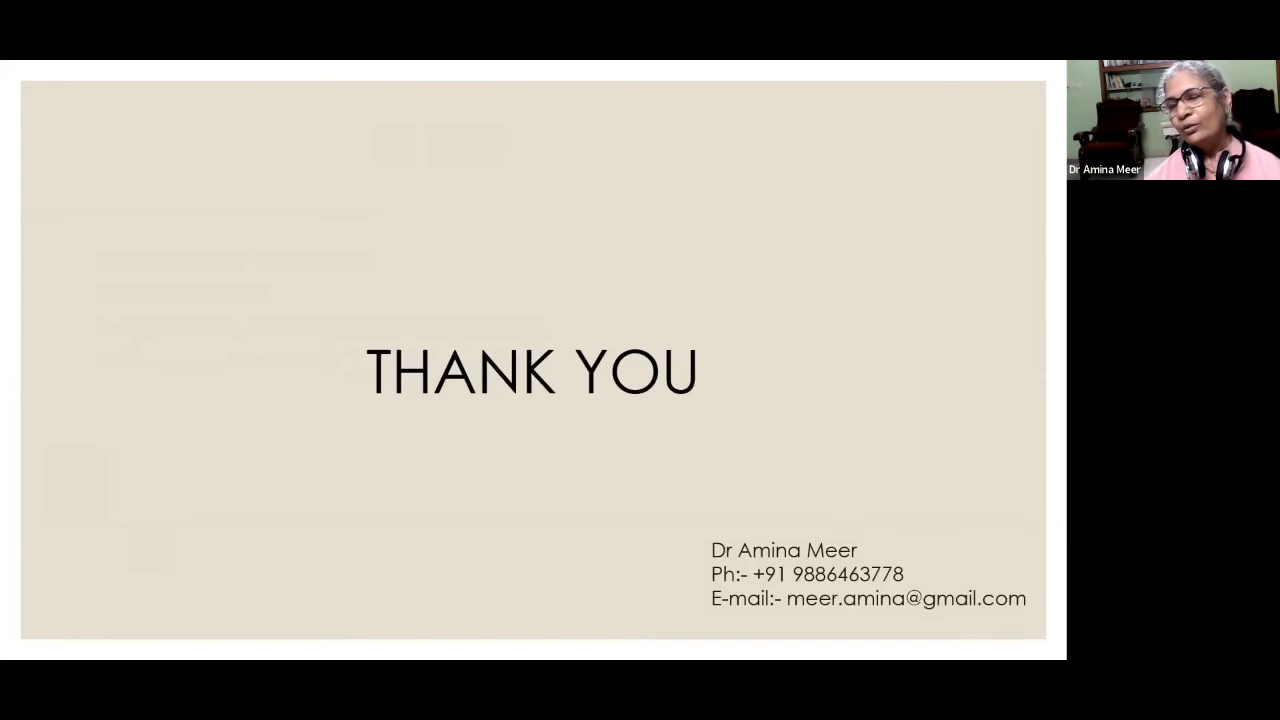 THANK YOU
Dr Amina Meer
Ph:- +91 9886463778
E-mail:- meer.amina@gmail.com
Dr Amina Meer